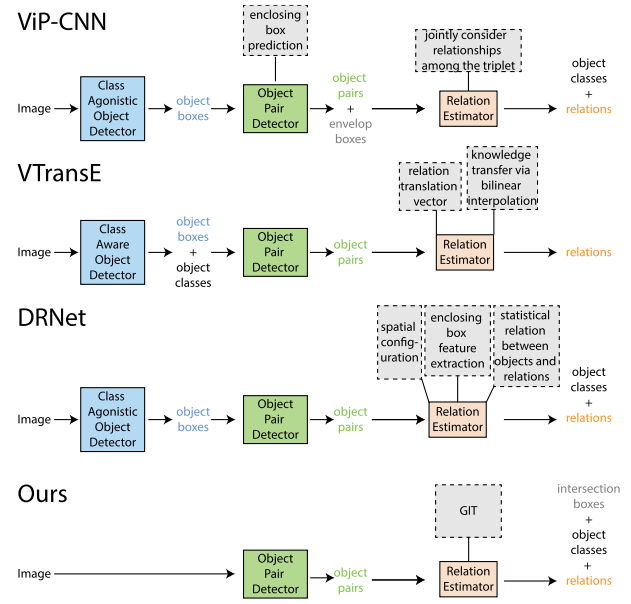 ViP-CNN
enclosing
box
prediction
jointly consider
relationships
among the triplet
Image
Class
Agonistic
Object
Detector
object
boxes
Object
Pair
Detector
object
pairs
+
envelop
boxes
Relation
Estimator
object
classes
+
relations
VTransE
relation
translation
vector
knowledge
transfer via
bilinear
interpolation
Image
Class
Aware
Object
Detector
object
boxes
+
object
classes
Object
Pair
Detector
object
pairs
Relation
Estimator
relations
DRNet
spatial
config-
uration
enclosing
box
feature
extraction
statistical
relation
between
objects and
relations
Image
Class
Agonistic
Object
Detector
object
boxes
Object
Pair
Detector
object
pairs
Relation
Estimator
object
classes
+
relations
Ours
GIT
Image
Object
Pair
Detector
object
pairs
Relation
Estimator
intersection
boxes
+
object
classes
+
relations